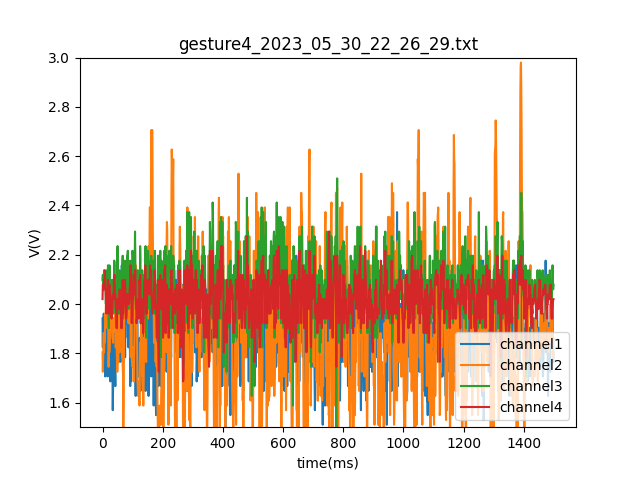 gesture4_2023_05_30_22_26_29.txt
3.0
2.8
2.6
2.4
2.2
2.0
1.8
1.6
V(V)
channel1
channel2
channel3
channel4
0 200 400 600 800 1000 1200 1400
time(ms)